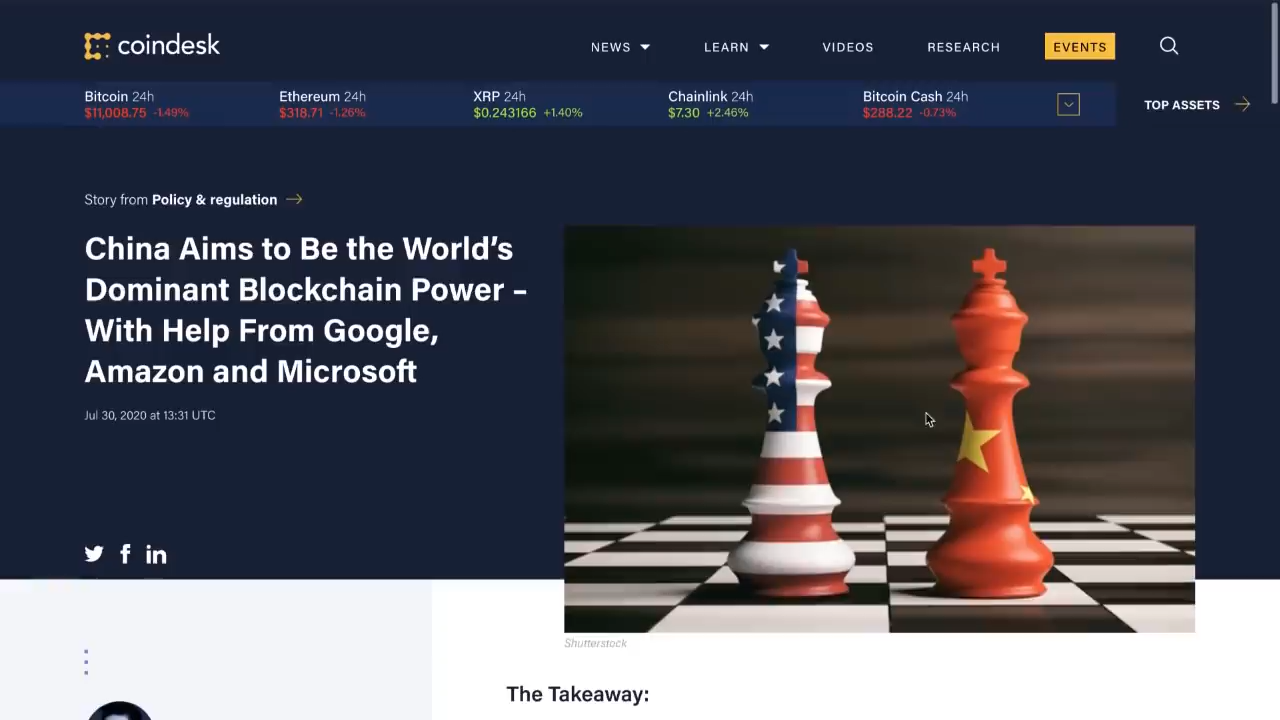 coindesk
NEWS
LEARN
VIDEOS
RESEARCH
EVENTS
Bitcoin 24h
$11,008.75 -1.49%
Ethereum 24h
$318.71 -1.26%
XRP 24h
$0.243166 +1.40%
Chainlink 24h
$7.30 +2.46%
Bitcoin Cash 24h
$288.22 -0.73%
TOP ASSETS
Story from Policy & regulation
China Aims to Be the World’s
Dominant Blockchain Power –
With Help From Google,
Amazon and Microsoft
Jul 30, 2020 at 13:31 UTC
Shutterstock
The Takeaway: